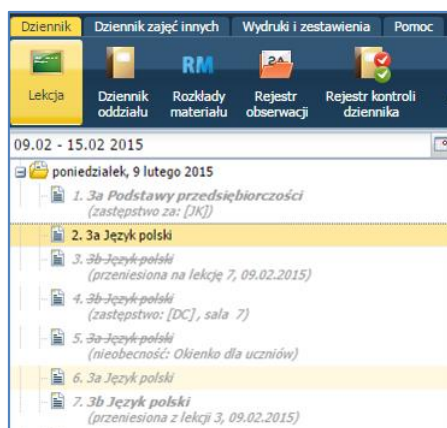 Dziennik Dziennik zajęć innych Wydruki i zestawienia Pomoc
Lekcja Dziennik oddziału RM Rozkłady materiału Rejestr obserwacji Rejestr kontroli dziennika
09.02 - 15.02 2015
poniedziałek, 9 lutego 2015
1. 3a Podstawy przedsiębiorczości
(zastępstwo za: [JK])
2. 3a Język polski
3. 3b Język polski
(przeniesiona na lekcję 7, 09.02.2015)
4. 3b Język polski
(zastępstwo: [DC] , sala 7)
5. 3a Język polski
(nieobecność: Okienko dla uczniów)
6. 3a Język polski
7. 3b Język polski
(przeniesiona z lekcji 3, 09.02.2015)